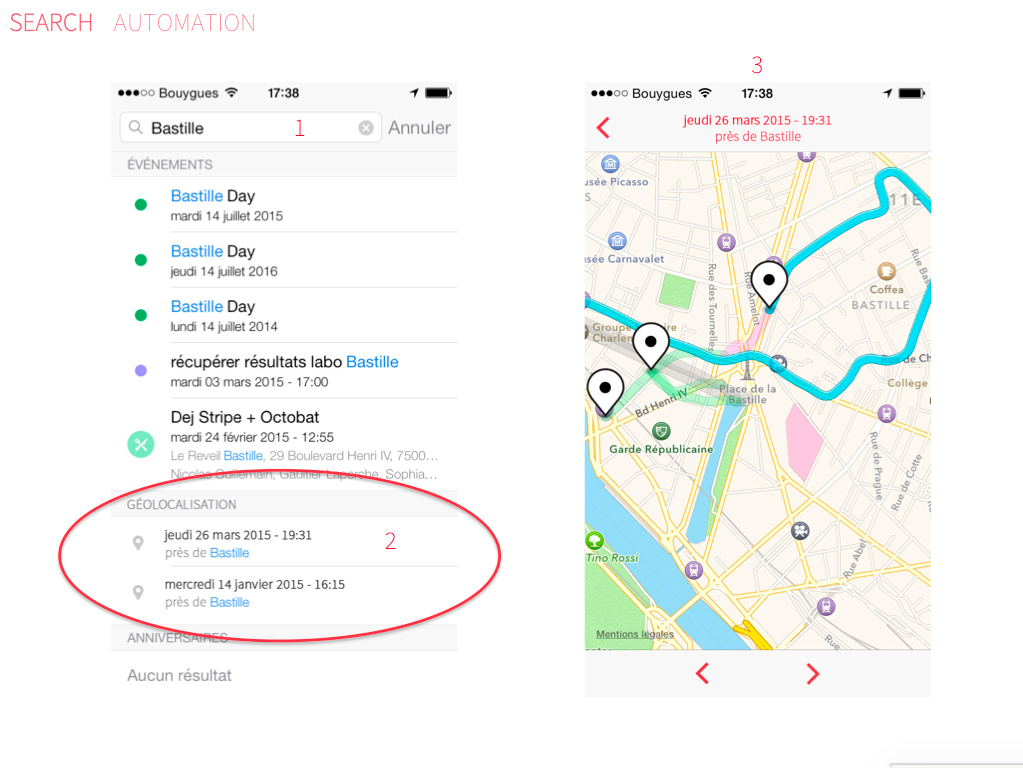 SEARCH AUTOMATION
Bouygues 17:38
Bastille 1 Annuler
ÉVÉNEMENTS
Bastille Day
mardi 14 juillet 2015
Bastille Day
jeudi 14 juillet 2016
Bastille Day
lundi 14 juillet 2014
récupérer résultats labo Bastille
mardi 03 mars 2015 - 17:00
Dej Stripe + Octobat
mardi 24 février 2015 - 12:55
Le Reveil Bastille, 29 Boulevard Henri IV, 7500...
Nicolas Guillemain, Gautier Laperche, Sophia...
GÉOLOCALISATION
jeudi 26 mars 2015 - 19:31
près de Bastille
2
mercredi 14 janvier 2015 - 16:15
près de Bastille
ANNIVERSAIRES
Aucun résultat
3
Bouygues 17:38
jeudi 26 mars 2015 - 19:31
près de Bastille
usée Picasso
S
11E
usée Carnavalet
Rue des Tournelles
Rue Amelot
Rue Ba
Coffea
BASTILLE
Groupe
Charlem
Rue de Ch
Collège
Place de la
Bastille
Bd Henri IV
Garde Républicaine
Rue de Prague
Rue de Cotte
Tino Rossi
Rue Abel
Rue
Mentions légales